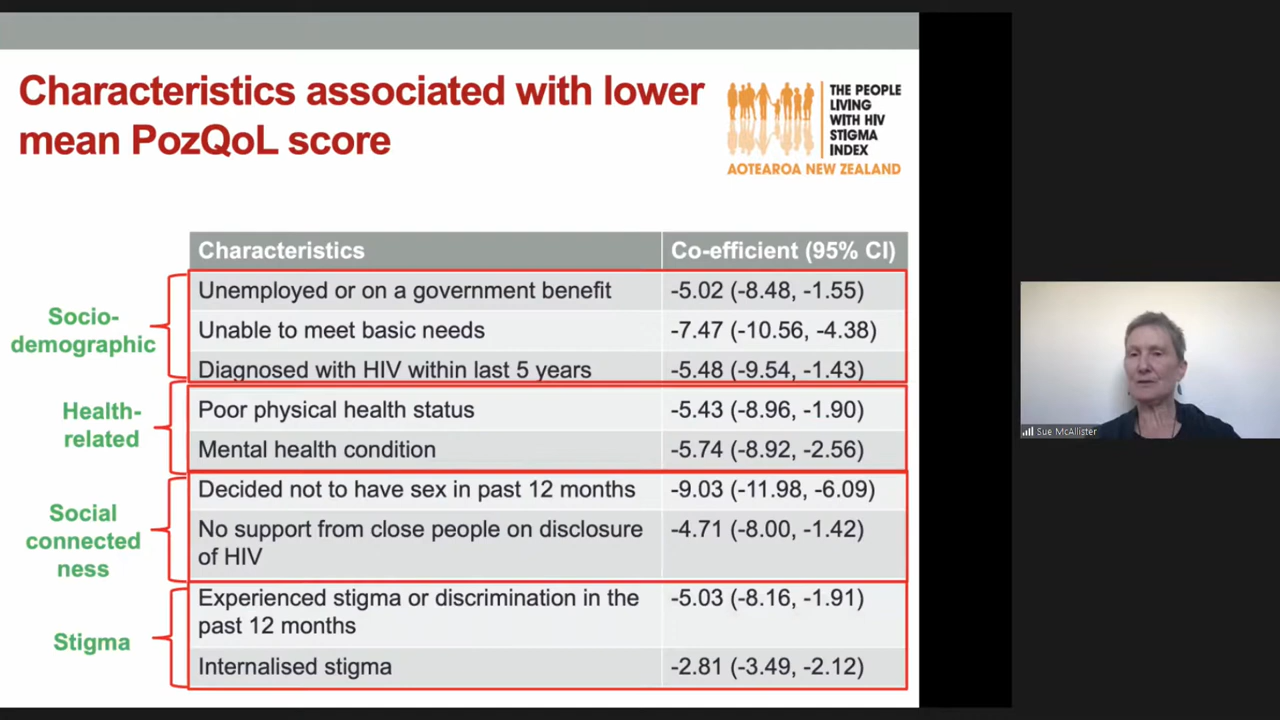 Characteristics associated with lower
mean PozQoL score
THE PEOPLE
LIVING
WITH HIV
STIGMA
INDEX
AOTEAROA NEW ZEALAND
Characteristics Co-efficient (95% CI)
Socio-
demographic
Unemployed or on a government benefit -5.02 (-8.48, -1.55)
Unable to meet basic needs -7.47 (-10.56, -4.38)
Diagnosed with HIV within last 5 years -5.48 (-9.54, -1.43)
Health-
related
Poor physical health status -5.43 (-8.96, -1.90)
Mental health condition -5.74 (-8.92, -2.56)
Social
connected
ness
Decided not to have sex in past 12 months -9.03 (-11.98, -6.09)
No support from close people on disclosure -4.71 (-8.00, -1.42)
of HIV
Stigma
Experienced stigma or discrimination in the -5.03 (-8.16, -1.91)
past 12 months
Internalised stigma -2.81 (-3.49, -2.12)
Sue McAllister